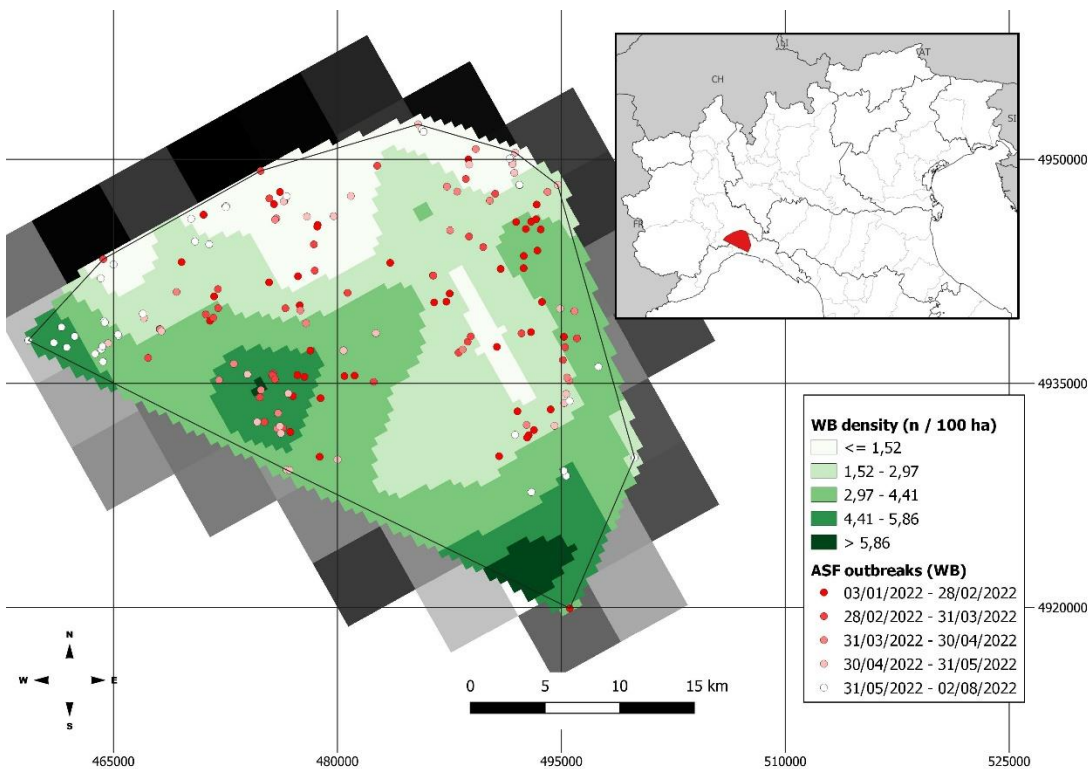 LI
AT
CH
SI
FR
4950000
4935000
4920000
WB density (n / 100 ha)
<= 1,52
1,52 - 2,97
2,97 - 4,41
4,41 - 5,86
> 5,86
ASF outbreaks (WB)
03/01/2022 - 28/02/2022
28/02/2022 - 31/03/2022
31/03/2022 - 30/04/2022
30/04/2022 - 31/05/2022
31/05/2022 - 02/08/2022
N
W E
S
0 5 10 15 km
465000 480000 495000 510000 525000